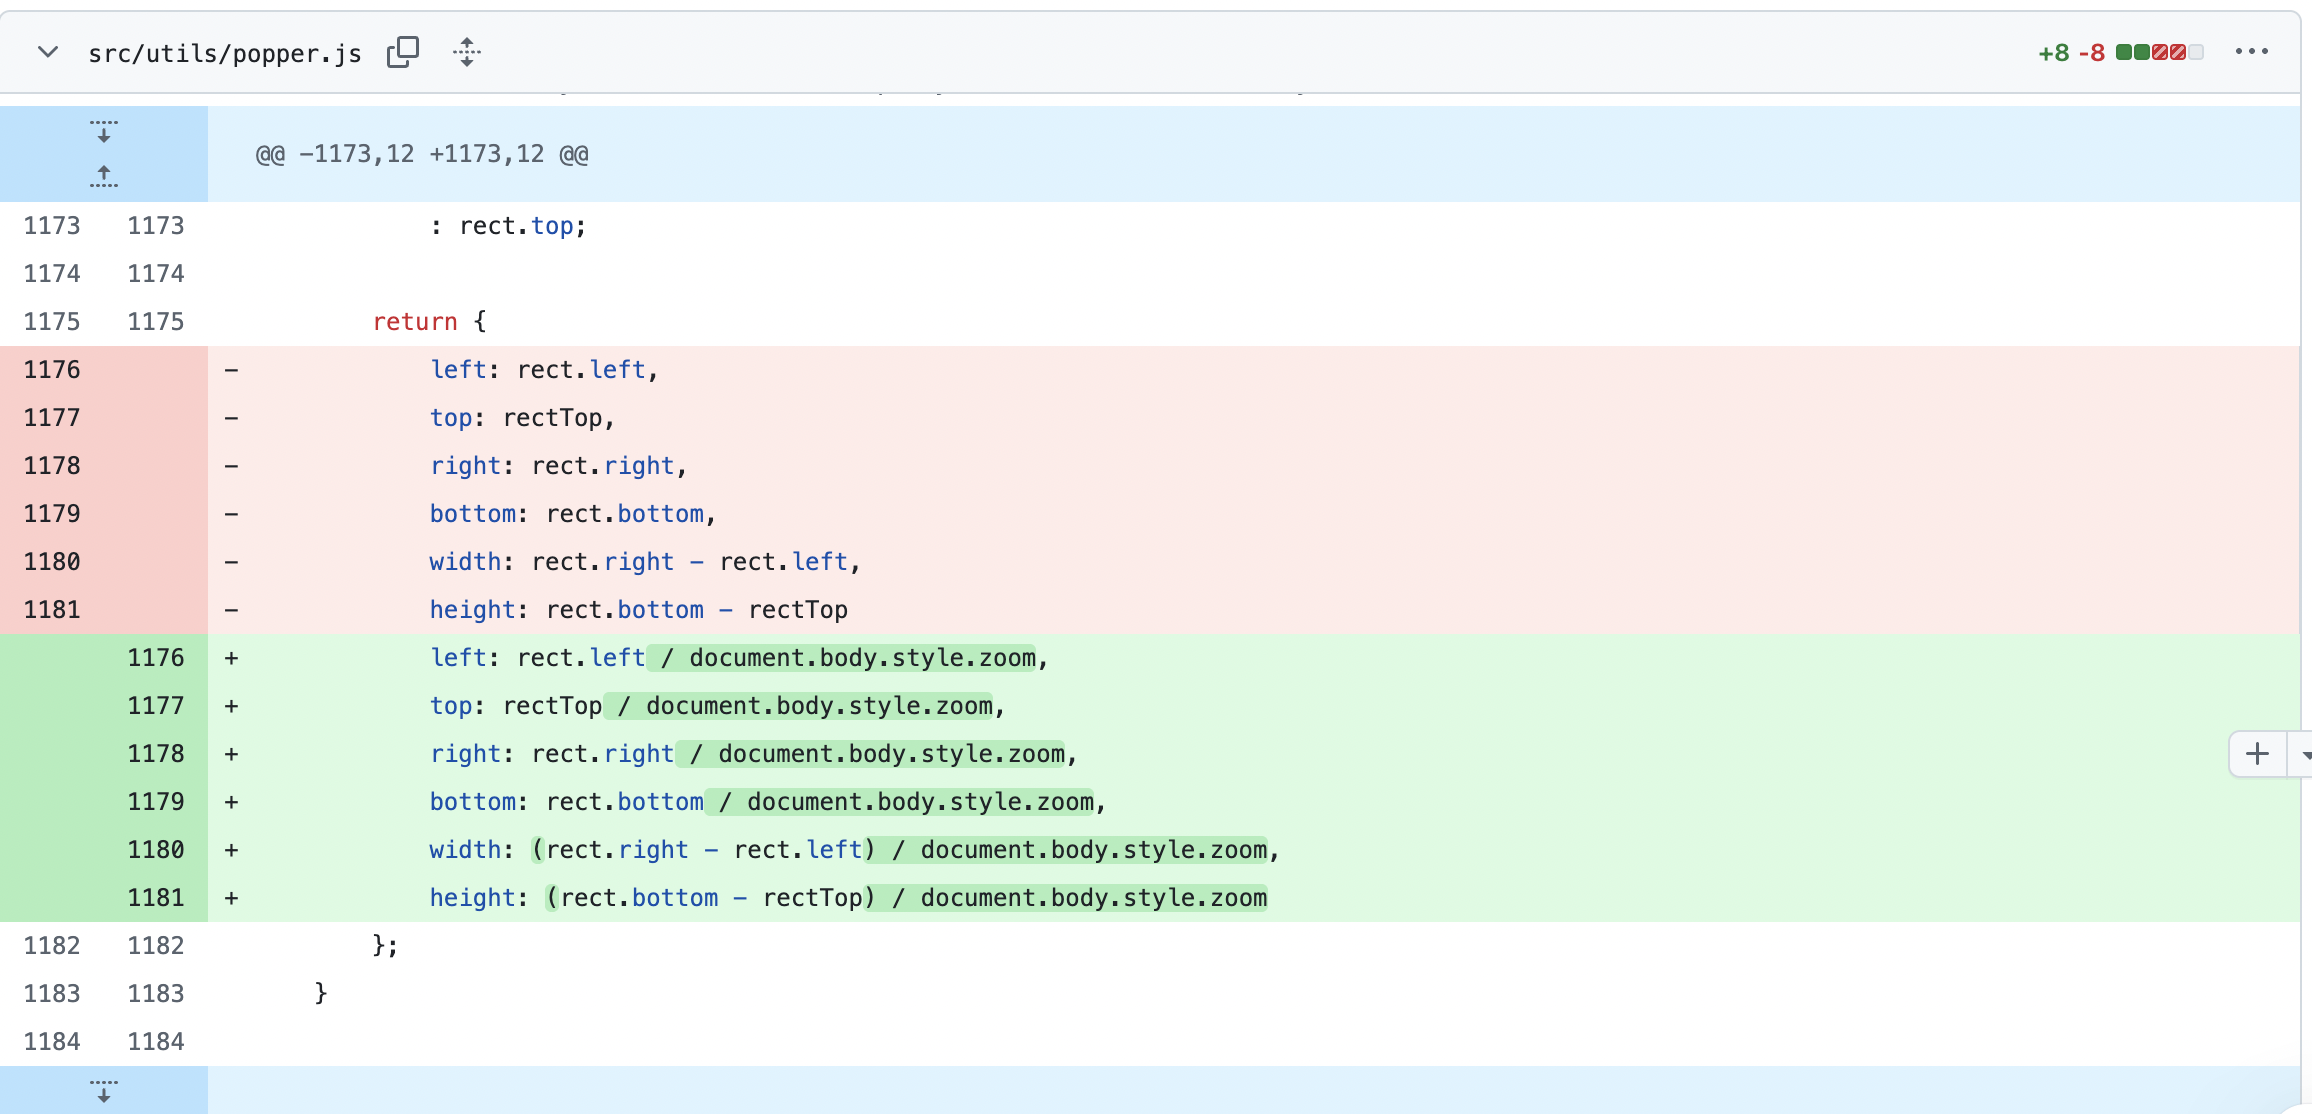 src/utils/popper.js +8 -8
@@ -1173,12 +1173,12 @@
1173 1173 : rect.top;
1174 1174
1175 1175 return {
1176 - left: rect.left,
1177 - top: rectTop,
1178 - right: rect.right,
1179 - bottom: rect.bottom,
1180 - width: rect.right - rect.left,
1181 - height: rect.bottom - rectTop
1176 + left: rect.left / document.body.style.zoom,
1177 + top: rectTop / document.body.style.zoom,
1178 + right: rect.right / document.body.style.zoom,
1179 + bottom: rect.bottom / document.body.style.zoom,
1180 + width: (rect.right - rect.left) / document.body.style.zoom,
1181 + height: (rect.bottom - rectTop) / document.body.style.zoom
1182 1182 };
1183 1183 }
1184 1184